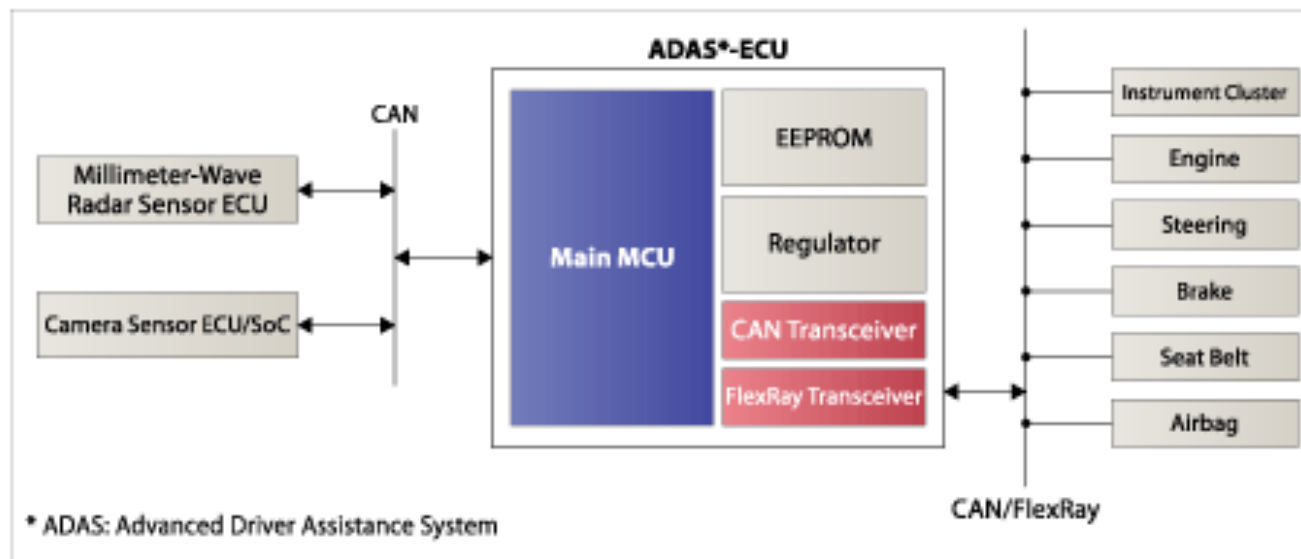 ADAS*-ECU
CAN
Millimeter-Wave
Radar Sensor ECU
Camera Sensor ECU/SoC
Main MCU
EEPROM
Regulator
CAN Transceiver
FlexRay Transceiver
Instrument Cluster
Engine
Steering
Brake
Seat Belt
Airbag
CAN/FlexRay
* ADAS: Advanced Driver Assistance System